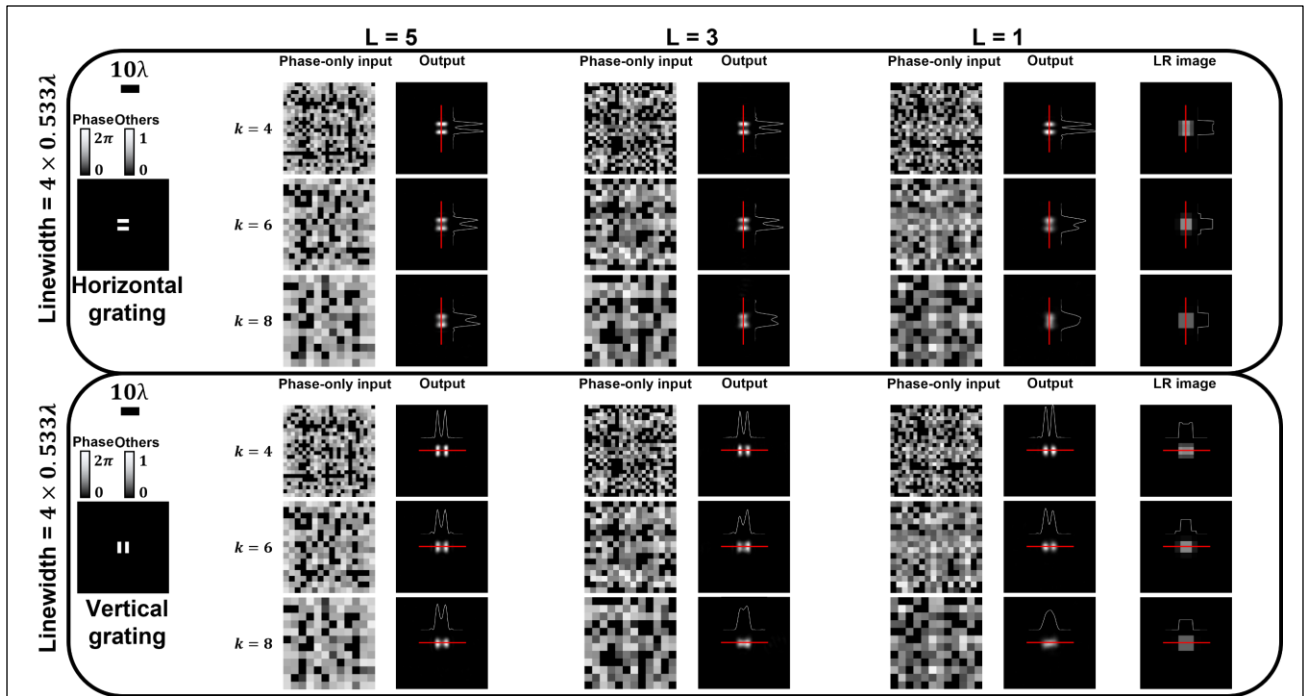 L = 5 L = 3 L = 1
Phase-only input Output Phase-only input Output Phase-only input Output LR image
Linewidth = 4 × 0.533λ
10λ
Phase Others
2π 1
0 0
Horizontal
grating
k = 4
k = 6
k = 8
Phase-only input Output Phase-only input Output Phase-only input Output LR image
Linewidth = 4 × 0.533λ
10λ
Phase Others
2π 1
0 0
Vertical
grating
k = 4
k = 6
k = 8